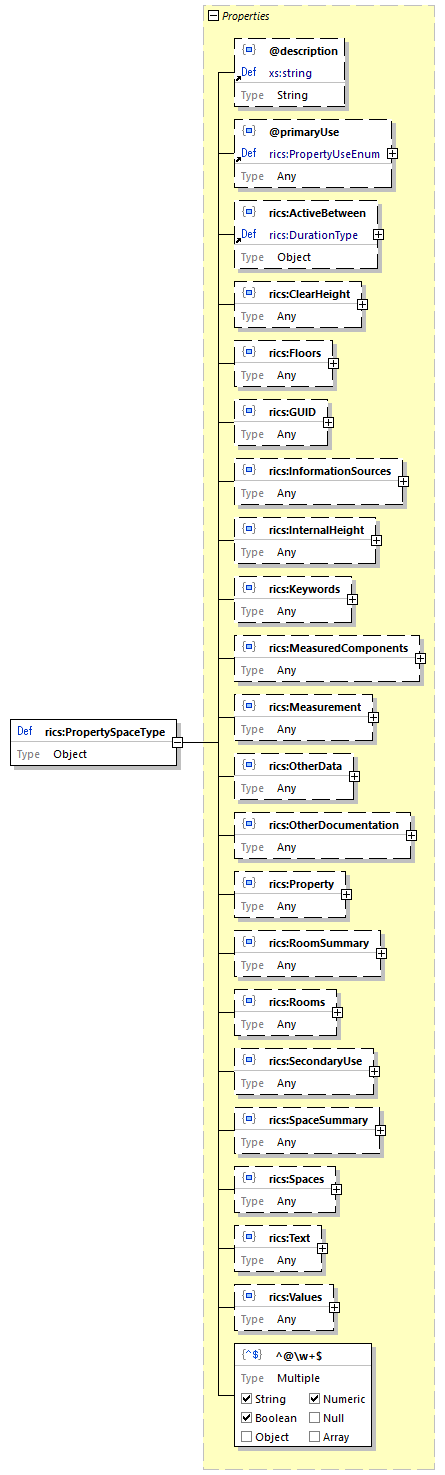 Properties
@description
Def xs:string
Type String
@primaryUse
Def rics:PropertyUseEnum
Type Any
rics:ActiveBetween
Def rics:DurationType
Type Object
rics:ClearHeight
Type Any
rics:Floors
Type Any
rics:GUID
Type Any
rics:InformationSources
Type Any
rics:InternalHeight
Type Any
rics:Keywords
Type Any
rics:MeasuredComponents
Type Any
rics:Measurement
Type Any
Def rics:PropertySpaceType
Type Object
rics:OtherData
Type Any
rics:OtherDocumentation
Type Any
rics:Property
Type Any
rics:RoomSummary
Type Any
rics:Rooms
Type Any
rics:SecondaryUse
Type Any
rics:SpaceSummary
Type Any
rics:Spaces
Type Any
rics:Text
Type Any
rics:Values
Type Any
{^$} ^@\w+$
Type Multiple
String Numeric
Boolean Null
Object Array